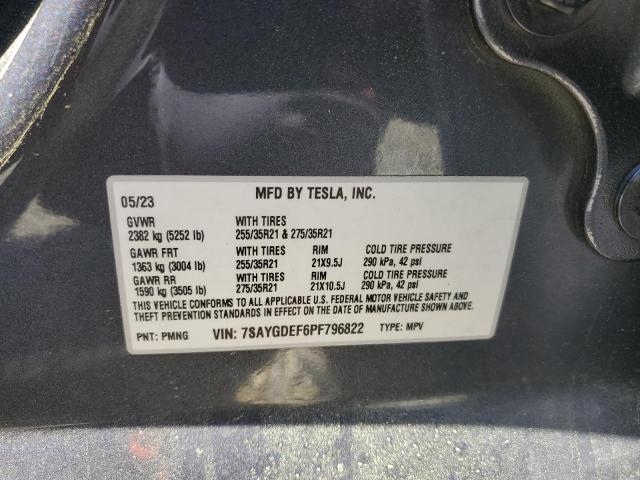 05/23 MFD BY TESLA, INC.
GVWR WITH TIRES
2382 kg (5252 lb) 255/35R21 & 275/35R21
GAWR FRT WITH TIRES RIM COLD TIRE PRESSURE
1363 kg (3004 lb) 255/35R21 21X9.5J 290 kPa, 42 psi
GAWR RR WITH TIRES RIM COLD TIRE PRESSURE
1590 kg (3505 lb) 275/35R21 21X10.5J 290 kPa, 42 psi
THIS VEHICLE CONFORMS TO ALL APPLICABLE U.S. FEDERAL MOTOR VEHICLE SAFETY AND
THEFT PREVENTION STANDARDS IN EFFECT ON THE DATE OF MANUFACTURE SHOWN ABOVE.
PNT: PMNG VIN: 7SAYGDEF6PF796822 TYPE: MPV